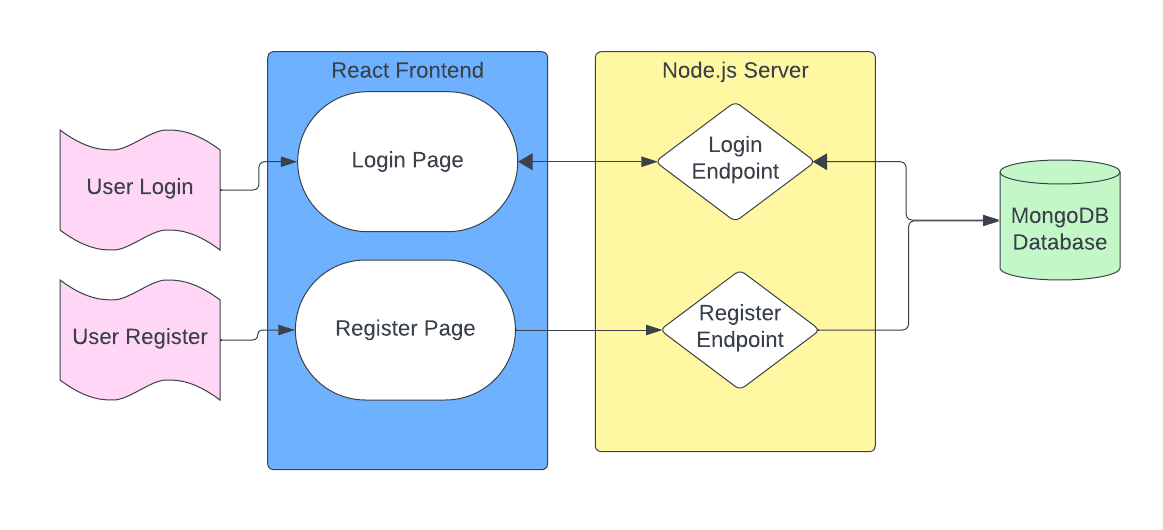 React Frontend
Node.js Server
User Login
Login Page
Login
Endpoint
MongoDB
Database
User Register
Register Page
Register
Endpoint